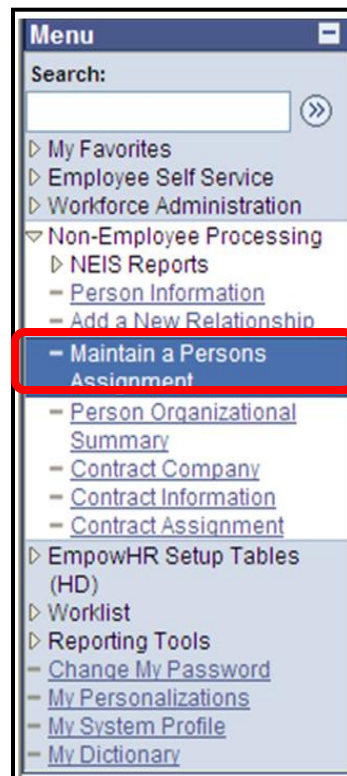 Menu
Search:
My Favorites
Employee Self Service
Workforce Administration
Non-Employee Processing
NEIS Reports
Person Information
Add a New Relationship
Maintain a Persons
Assignment
Person Organizational
Summary
Contract Company
Contract Information
Contract Assignment
EmpowHR Setup Tables
(HD)
Worklist
Reporting Tools
Change My Password
My Personalizations
My System Profile
My Dictionary